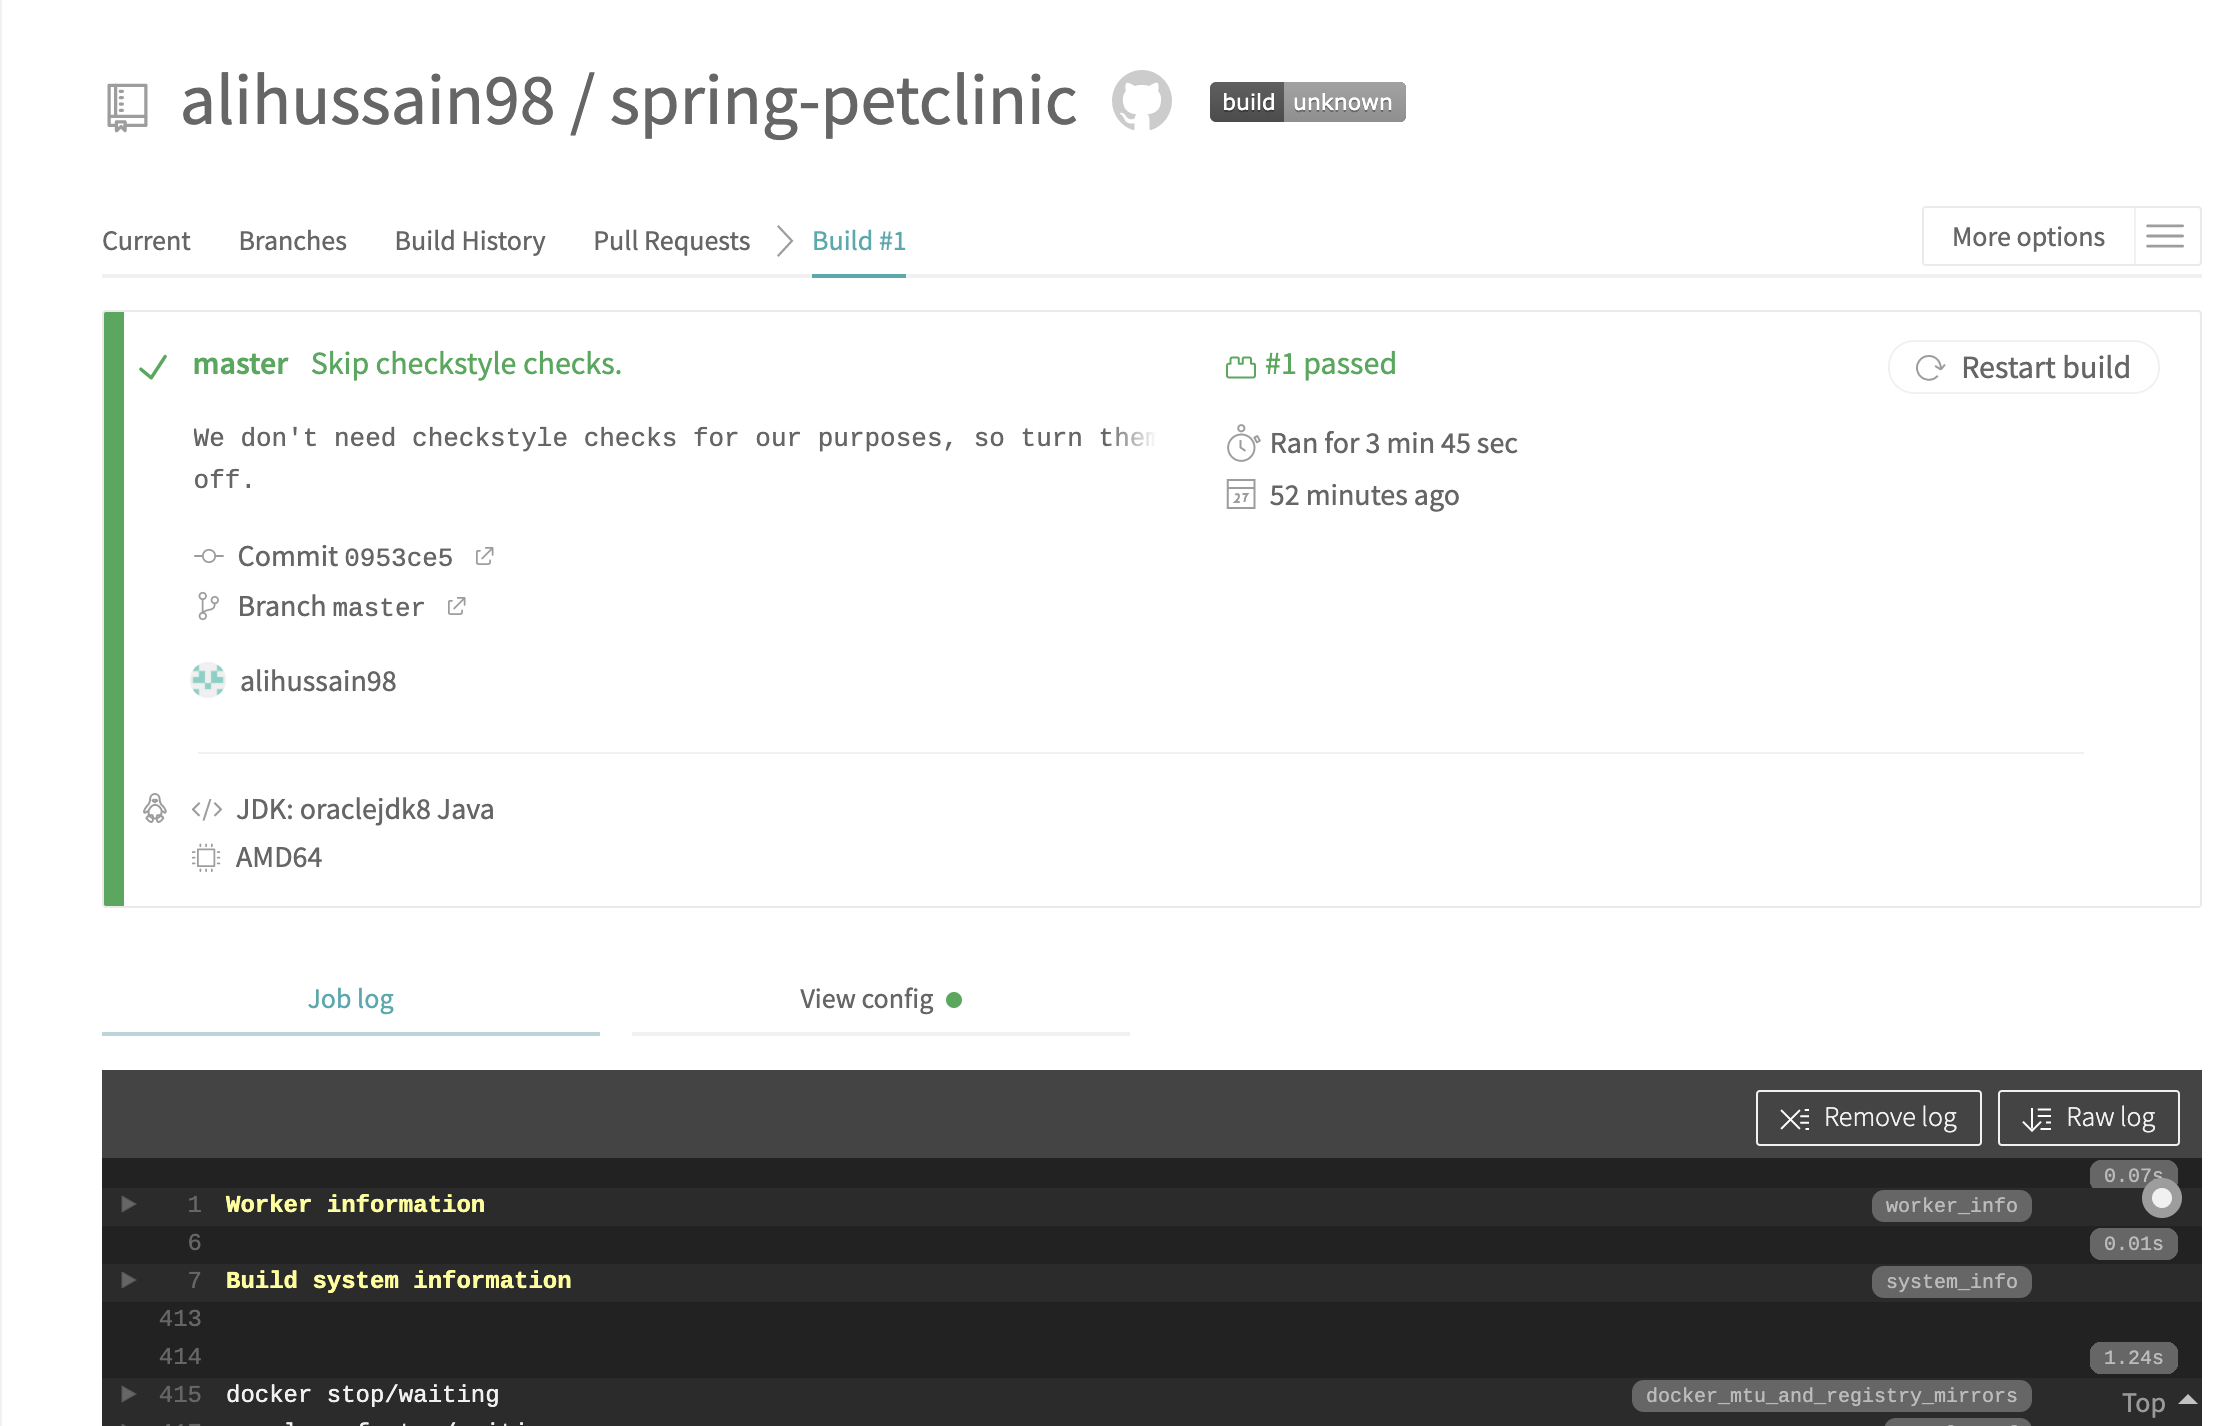 alihussain98 / spring-petclinic build unknown
Current Branches Build History Pull Requests Build #1 More options
master Skip checkstyle checks.
We don't need checkstyle checks for our purposes, so turn them
off.
Commit 0953ce5
Branch master
alihussain98
#1 passed
Ran for 3 min 45 sec
27 52 minutes ago
Restart build
JDK: oraclejdk8 Java
AMD64
Job log View config
Remove log Raw log
0.07s
1 Worker information worker_info
6 0.01s
7 Build system information system_info
413
414 1.24s
415 docker stop/waiting docker_mtu_and_registry_mirrors
Top